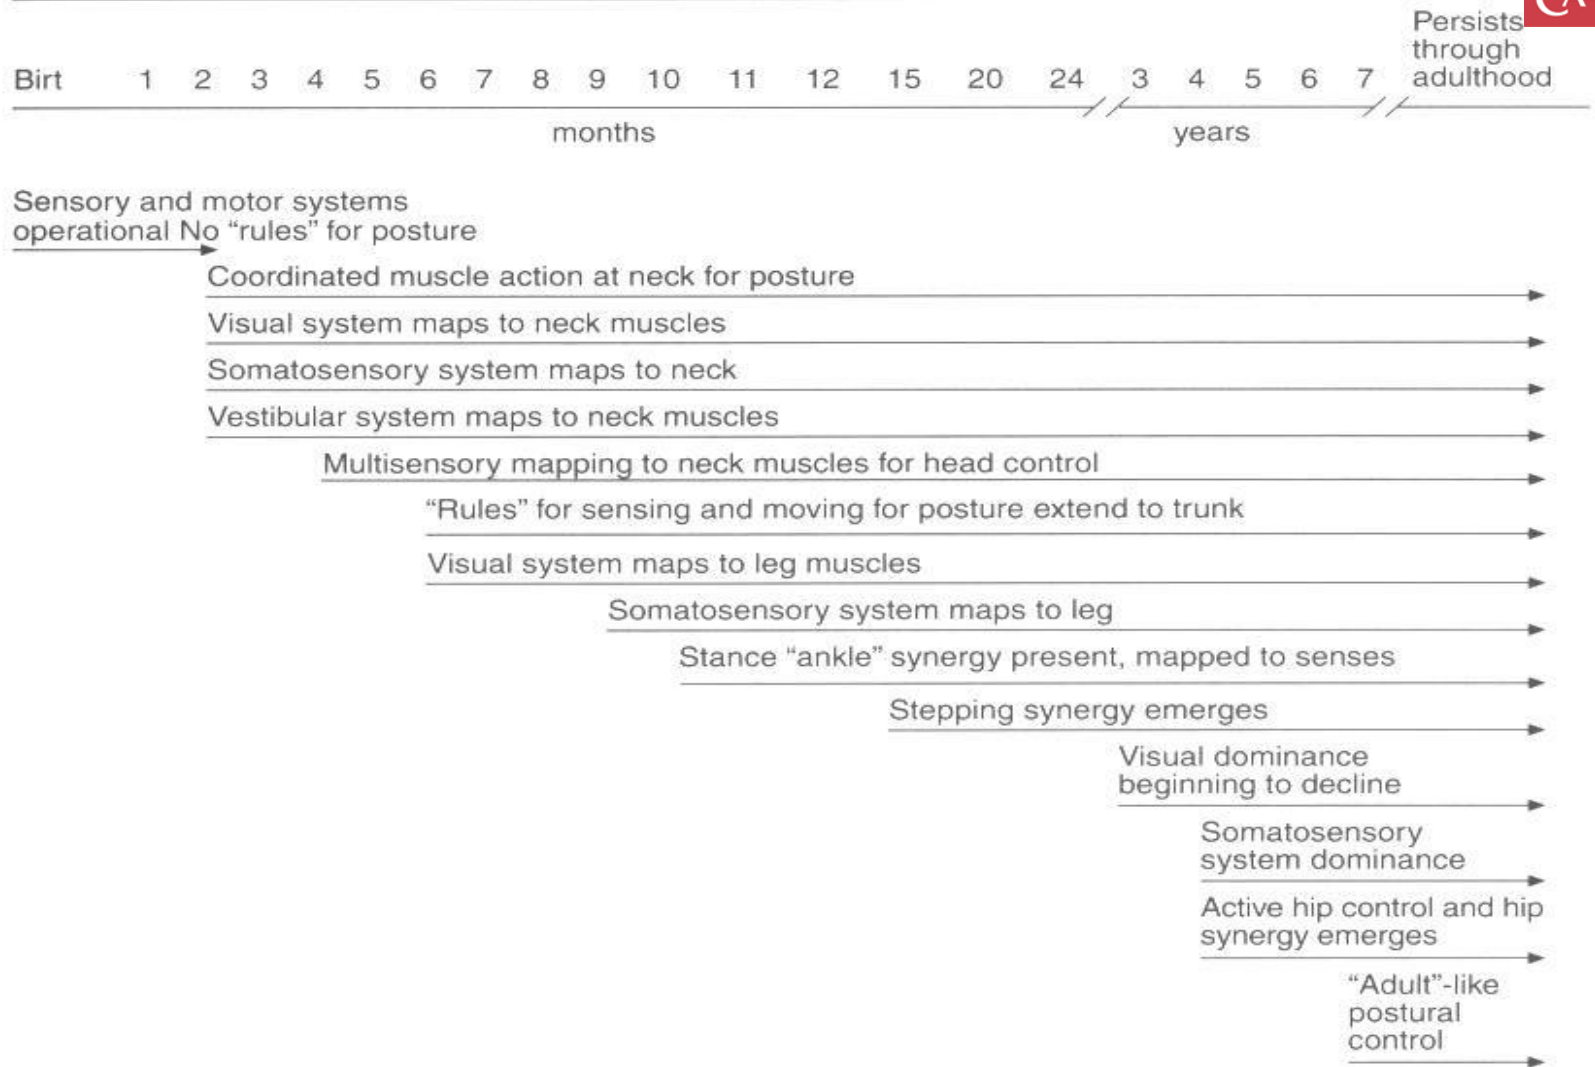 Persists
through
adulthood
Birt 1 2 3 4 5 6 7 8 9 10 11 12 15 20 24 3 4 5 6 7
months years
Sensory and motor systems
operational No “rules” for posture
Coordinated muscle action at neck for posture
Visual system maps to neck muscles
Somatosensory system maps to neck
Vestibular system maps to neck muscles
Multisensory mapping to neck muscles for head control
“Rules” for sensing and moving for posture extend to trunk
Visual system maps to leg muscles
Somatosensory system maps to leg
Stance “ankle” synergy present, mapped to senses
Stepping synergy emerges
Visual dominance
beginning to decline
Somatosensory
system dominance
Active hip control and hip
synergy emerges
“Adult”-like
postural
control